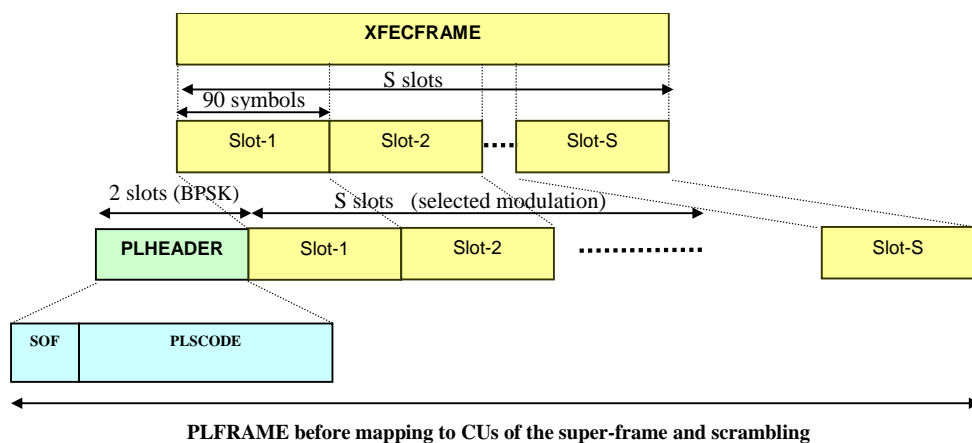 XFECFRAME
S slots
90 symbols
Slot-1 Slot-2 Slot-S
2 slots (BPSK) S slots (selected modulation)
PLHEADER Slot-1 Slot-2 Slot-S
SOF PLSCODE
PLFRAME before mapping to CUs of the super-frame and scrambling